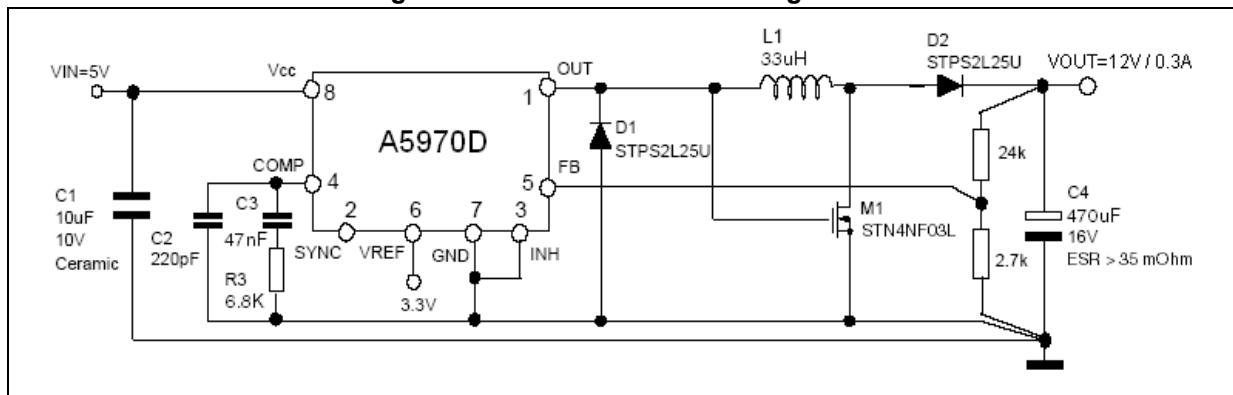 VIN=5V
Vcc
8
A5970D
OUT
1
L1
33uH
D2
STPS2L25U
VOUT=12V / 0.3A
D1
STPS2L25U
FB
5
COMP
4
C1
10uF
10V
Ceramic
C2
220pF
C3
47nF
R3
6.8K
2
SYNC
6
VREF
3.3V
7
GND
3
INH
M1
STN4NF03L
24k
2.7k
C4
470uF
16V
ESR > 35 mOhm